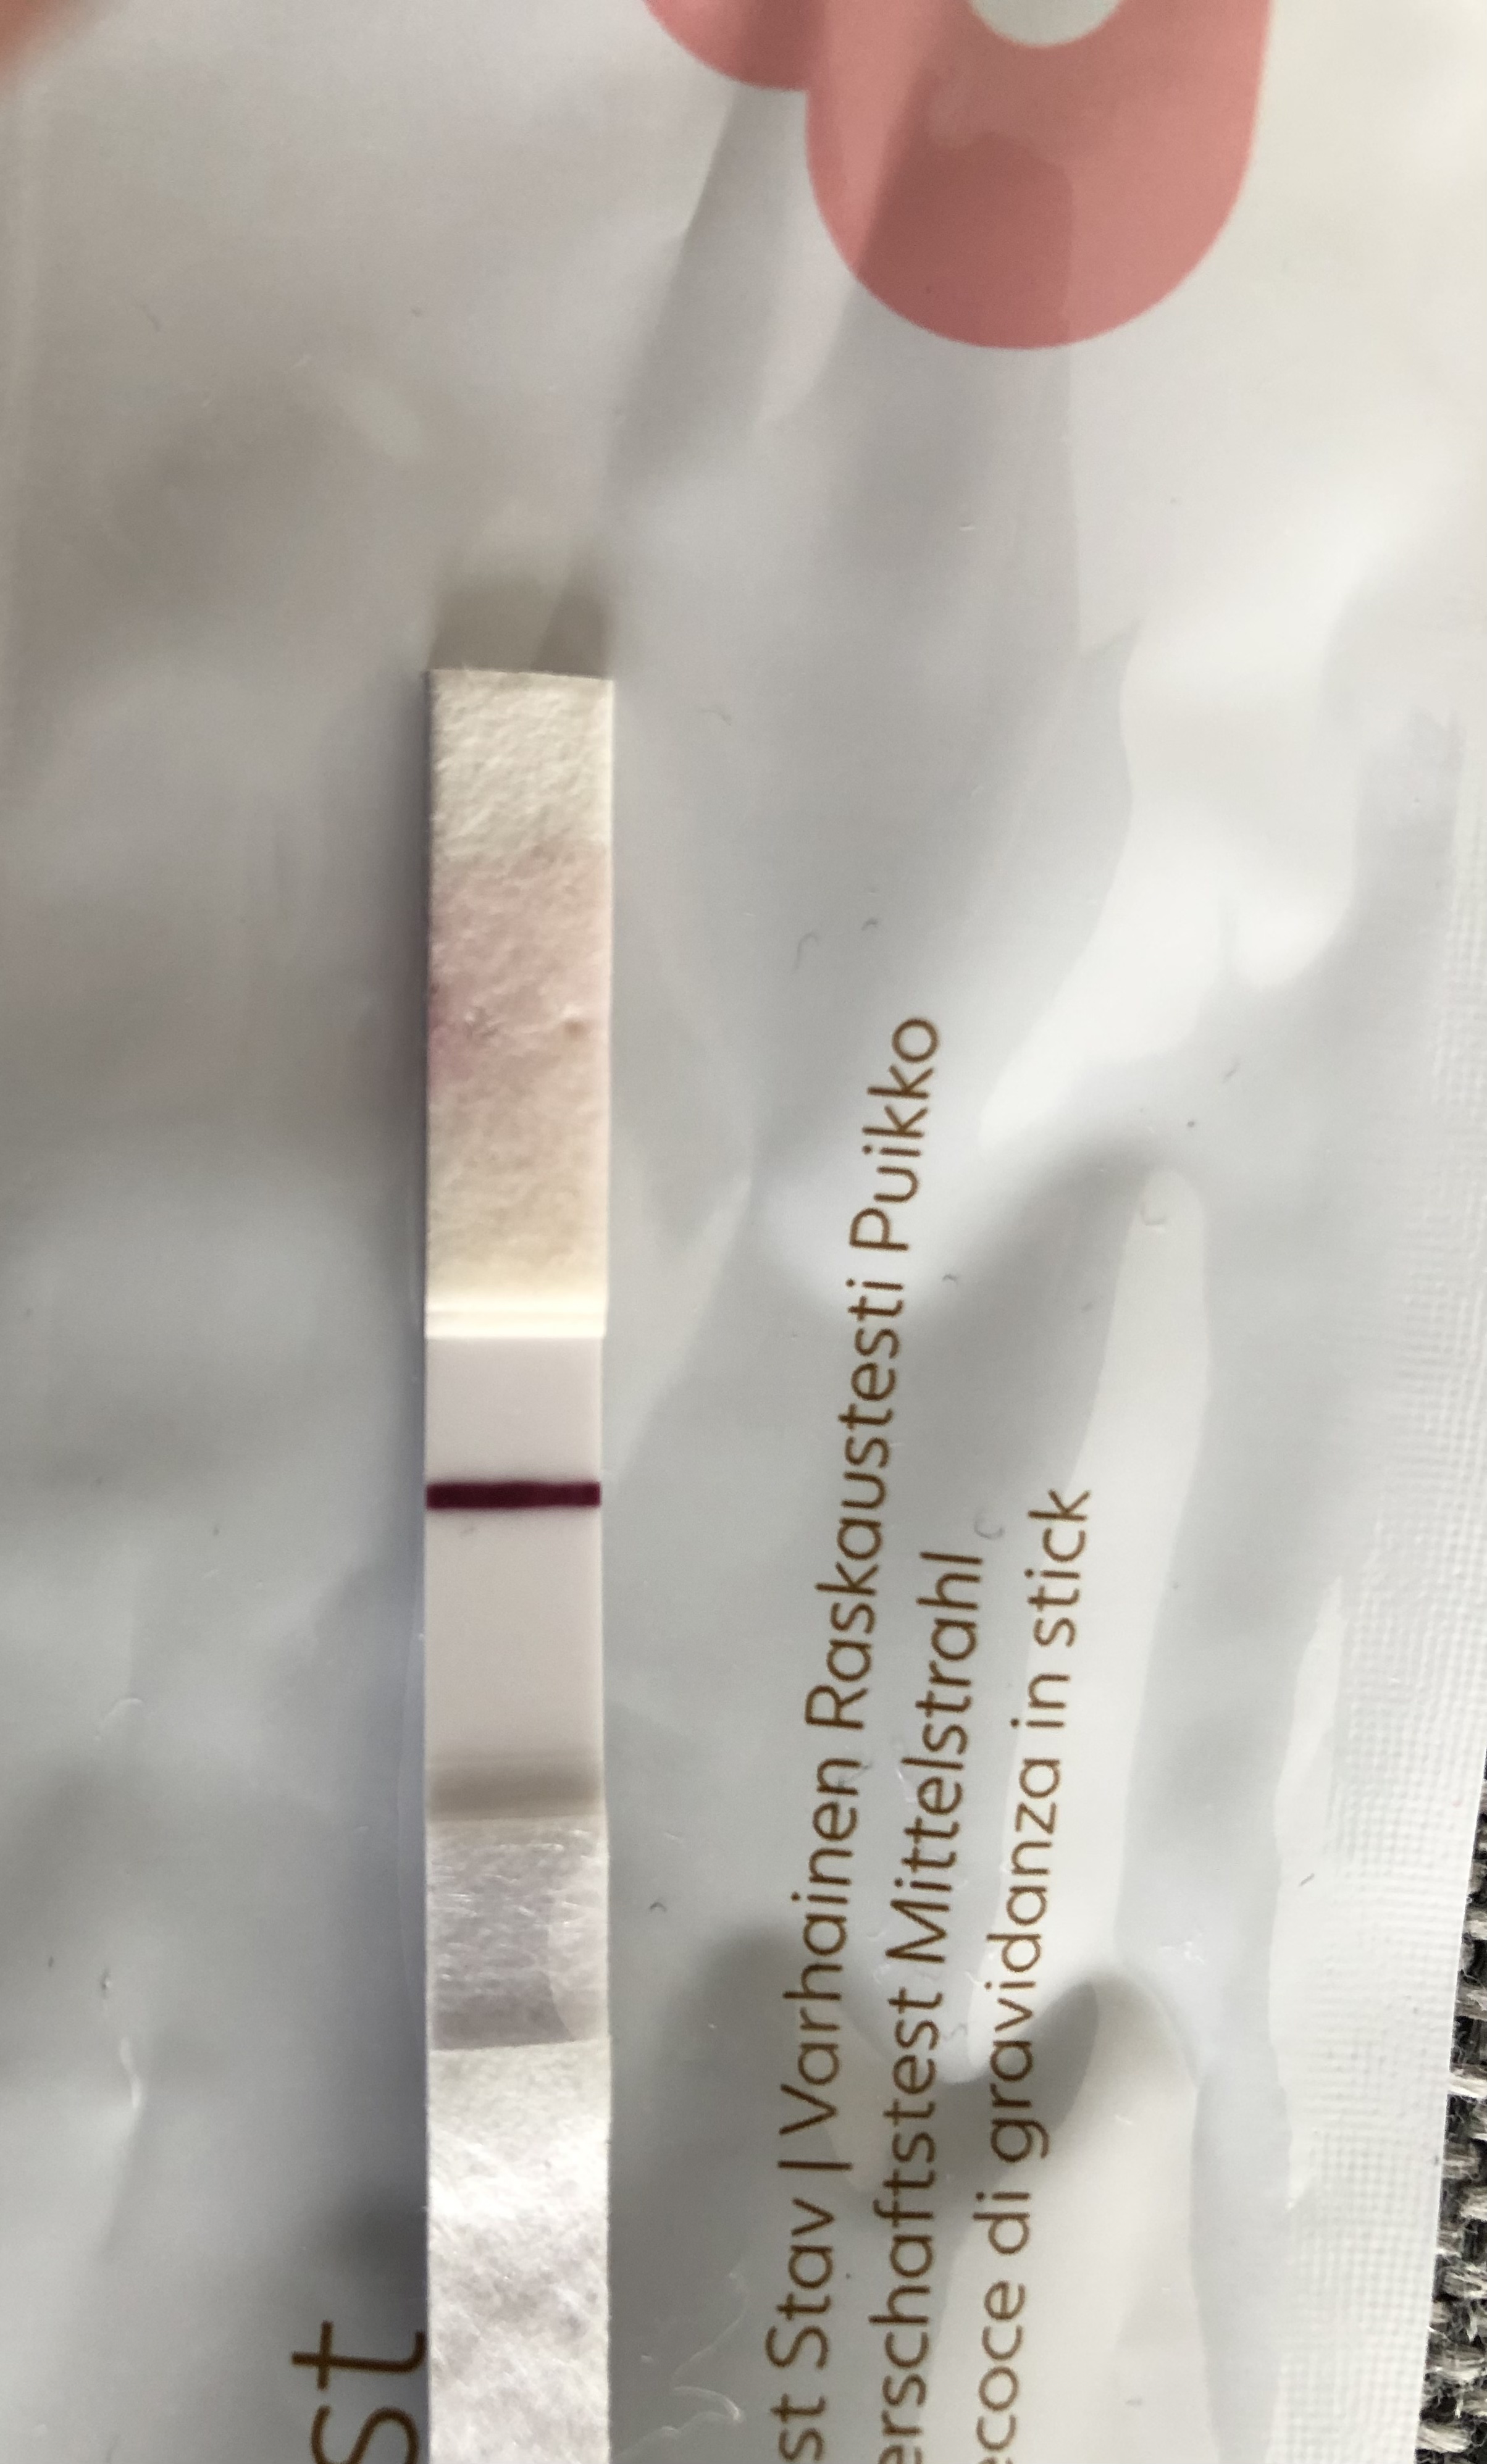 st
st Stav | Varhainen Raskaustesti Puikko
erschaftstest Mittelstrahl
ecoce di gravidanza in stick